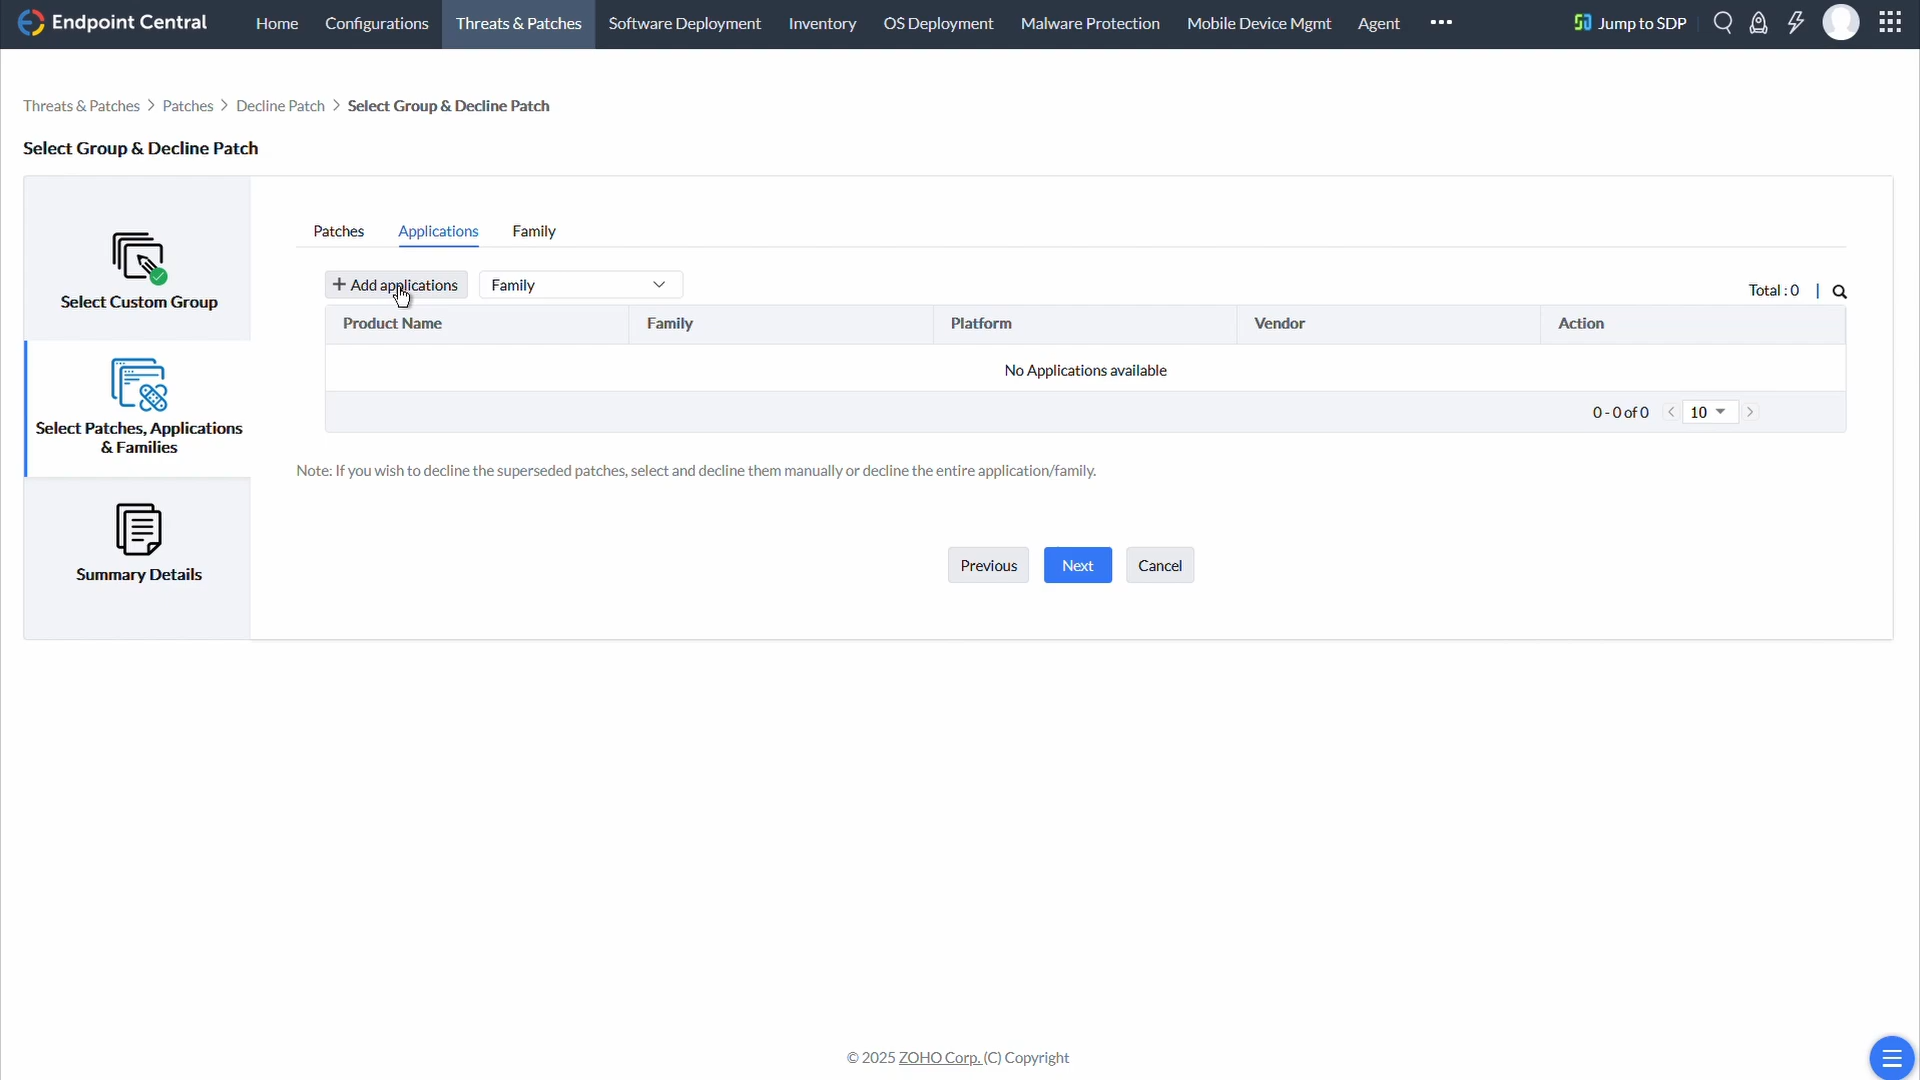 Endpoint Central
Home
Configurations
Threats & Patches
Software Deployment
Inventory
OS Deployment
Malware Protection
Mobile Device Mgmt
Agent
Jump to SDP
Threats & Patches > Patches > Decline Patch > Select Group & Decline Patch
Select Group & Decline Patch
Select Custom Group
Select Patches, Applications
& Families
Summary Details
Patches
Applications
Family
+ Add applications
Family
Total : 0
Product Name
Family
Platform
Vendor
Action
No Applications available
0 - 0 of 0
10
Note: If you wish to decline the superseded patches, select and decline them manually or decline the entire application/family.
Previous
Next
Cancel
© 2025 ZOHO Corp. (C) Copyright